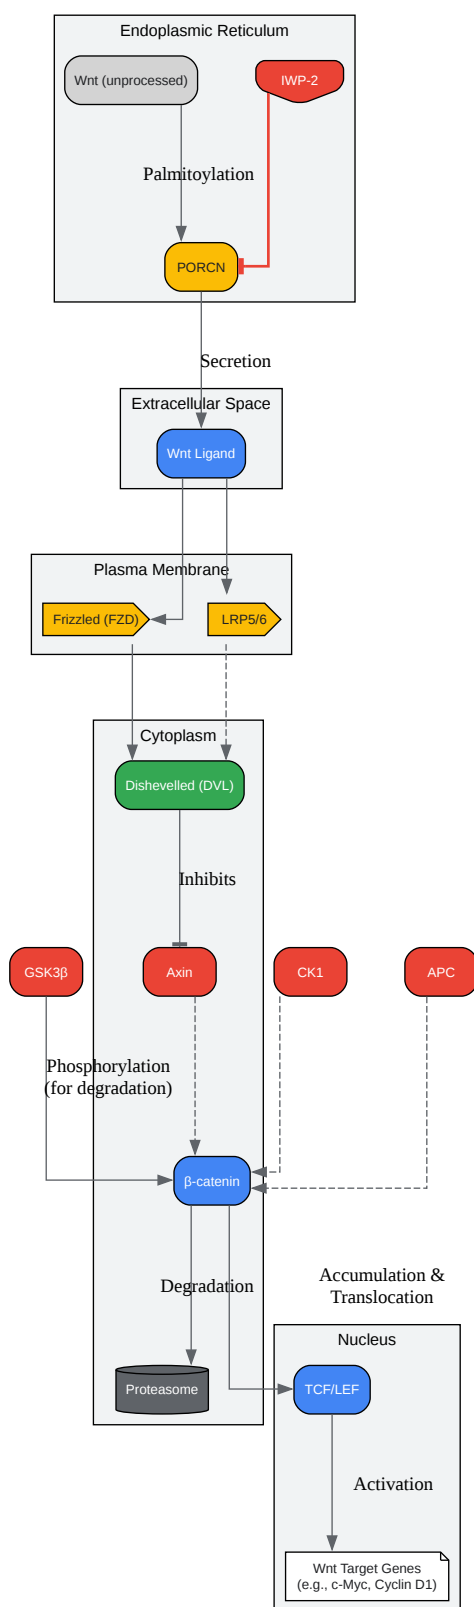 Endoplasmic Reticulum
Wnt (unprocessed)
IWP-2
Palmitoylation
PORCN
Secretion
Extracellular Space
Wnt Ligand
Plasma Membrane
Frizzled (FZD)
LRP5/6
Cytoplasm
Dishevelled (DVL)
Inhibits
GSK3β
Axin
CK1
APC
Phosphorylation
(for degradation)
β-catenin
Degradation
Accumulation &
Translocation
Nucleus
Proteasome
TCF/LEF
Activation
Wnt Target Genes
(e.g., c-Myc, Cyclin D1)